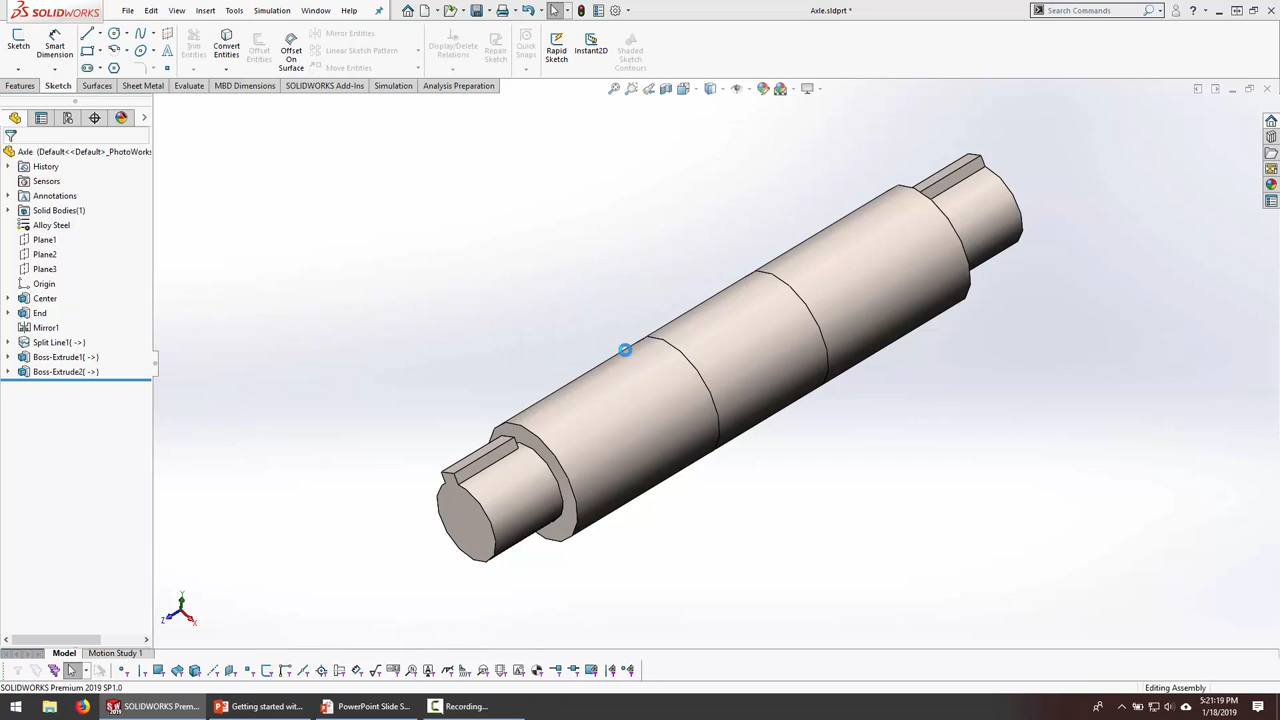 SOLIDWORKS File Edit View Insert Tools Simulation Window Help Axle.sldprt * Search Commands
Sketch Smart Dimension Trim Entities Convert Entities Offset Entities Offset On Surface Mirror Entities Linear Sketch Pattern Move Entities Display/Delete Relations Repair Sketch Quick Snaps Rapid Sketch Instant2D Shaded Sketch Contours
Features Sketch Surfaces Sheet Metal Evaluate MBD Dimensions SOLIDWORKS Add-Ins Simulation Analysis Preparation
Axle (Default<<Default>_PhotoWorks
History
Sensors
Annotations
Solid Bodies(1)
Alloy Steel
Plane1
Plane2
Plane3
Origin
Center
End
Mirror1
Split Line1( ->)
Boss-Extrude1( ->)
Boss-Extrude2( ->)
Y
Z X
Model Motion Study 1
SOLIDWORKS Premium 2019 SP1.0 Editing Assembly
SOLIDWORKS Prem... Getting started wit... PowerPoint Slide S... Recording... 5:21:19 PM
1/18/2019